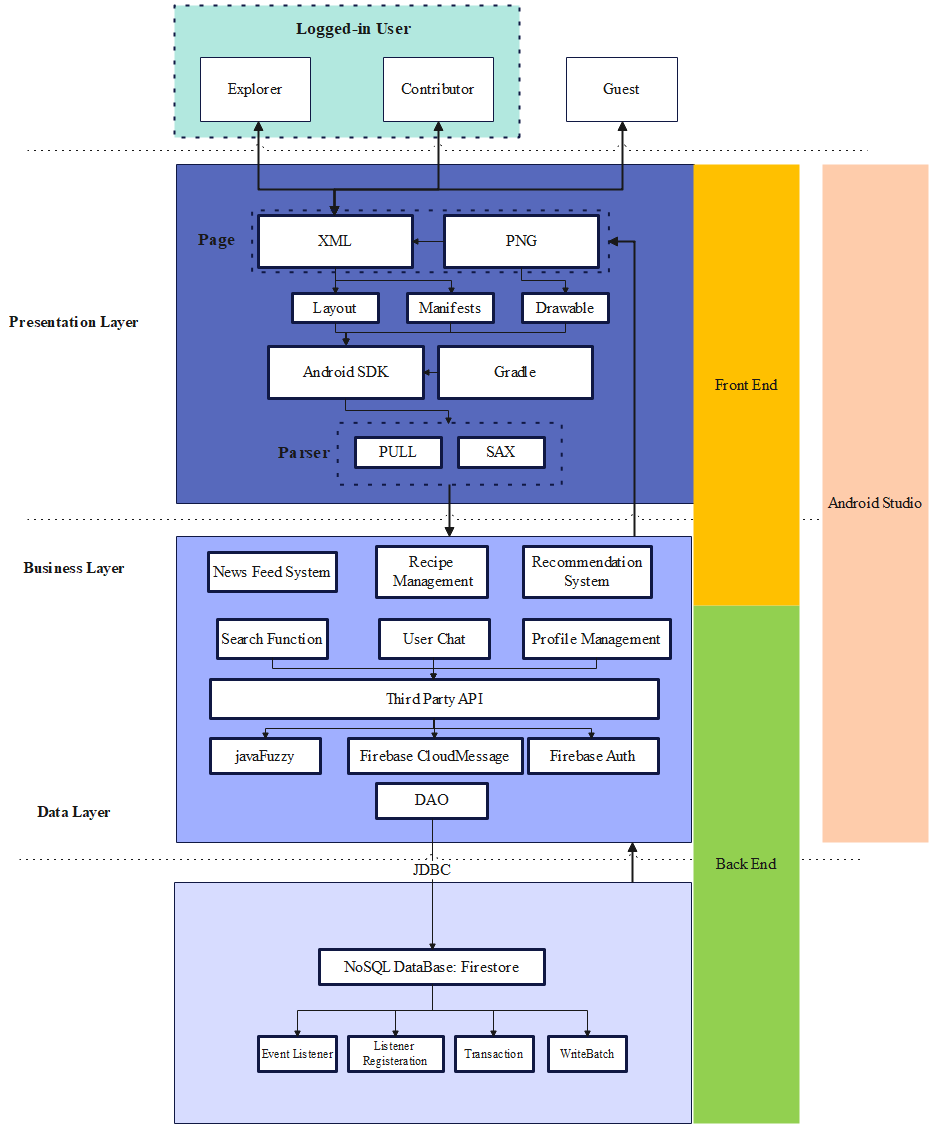 Logged-in User
Explorer
Contributor
Guest
Page
XML
PNG
Layout
Manifests
Drawable
Presentation Layer
Android SDK
Gradle
Front End
Parser
PULL
SAX
Android Studio
Business Layer
News Feed System
Recipe
Management
Recommendation
System
Search Function
User Chat
Profile Management
Third Party API
javaFuzzy
Firebase CloudMessage
Firebase Auth
DAO
Data Layer
Back End
JDBC
NoSQL DataBase: Firestore
Event Listener
Listener
Registeration
Transaction
WriteBatch